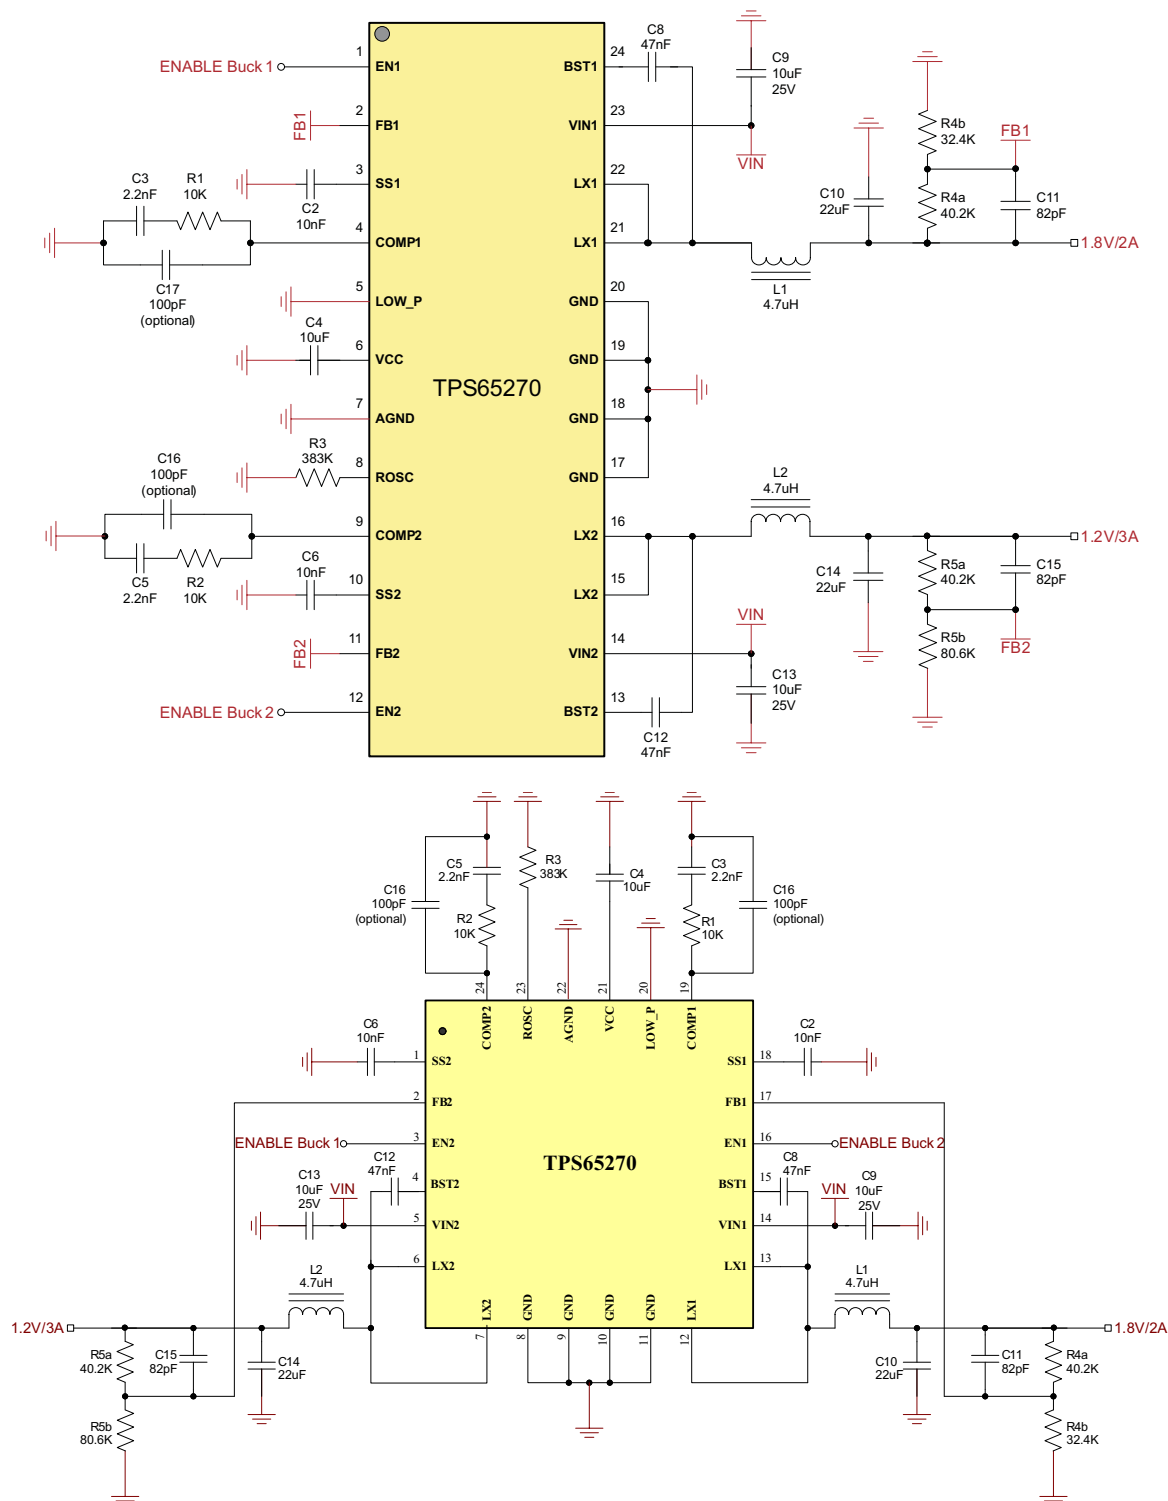 ENABLE Buck 1
1
EN1
FB1
2
FB1
C3
2.2nF
R1
10K
3
SS1
C2
10nF
4
COMP1
C17
100pF
(optional)
5
LOW_P
C4
10uF
6
VCC
7
AGND
R3
383K
8
ROSC
C16
100pF
(optional)
9
COMP2
C5
2.2nF
R2
10K
C6
10nF
10
SS2
FB2
11
FB2
ENABLE Buck 2
12
EN2
TPS65270
24
BST1
C8
47nF
C9
10uF
25V
23
VIN1
VIN
22
LX1
21
LX1
L1
4.7uH
C10
22uF
R4b
32.4K
FB1
R4a
40.2K
C11
82pF
1.8V/2A
20
GND
19
GND
18
GND
17
GND
L2
4.7uH
16
LX2
15
LX2
1.2V/3A
C14
22uF
R5a
40.2K
C15
82pF
FB2
R5b
80.6K
VIN
14
VIN2
C13
10uF
25V
13
BST2
C12
47nF
C16
100pF
(optional)
C5
2.2nF
R2
10K
R3
383K
C4
10uF
C3
2.2nF
R1
10K
C16
100pF
(optional)
24
23
22
21
20
19
COMP2
ROSC
AGND
VCC
LOW_P
COMP1
C6
10nF
1
SS2
SS1
18
C2
10nF
2
FB2
FB1
17
ENABLE Buck 1
3
EN2
EN1
16
ENABLE Buck 2
TPS65270
C12
47nF
4
BST2
BST1
15
C8
47nF
C13
10uF
25V
VIN
5
VIN2
VIN1
14
VIN
C9
10uF
25V
6
LX2
LX1
13
L2
4.7uH
L1
4.7uH
LX2
GND
GND
GND
GND
LX1
7
8
9
10
11
12
1.2V/3A
1.8V/2A
R5a
40.2K
C15
82pF
C14
22uF
C10
22uF
C11
82pF
R4a
40.2K
R5b
80.6K
R4b
32.4K